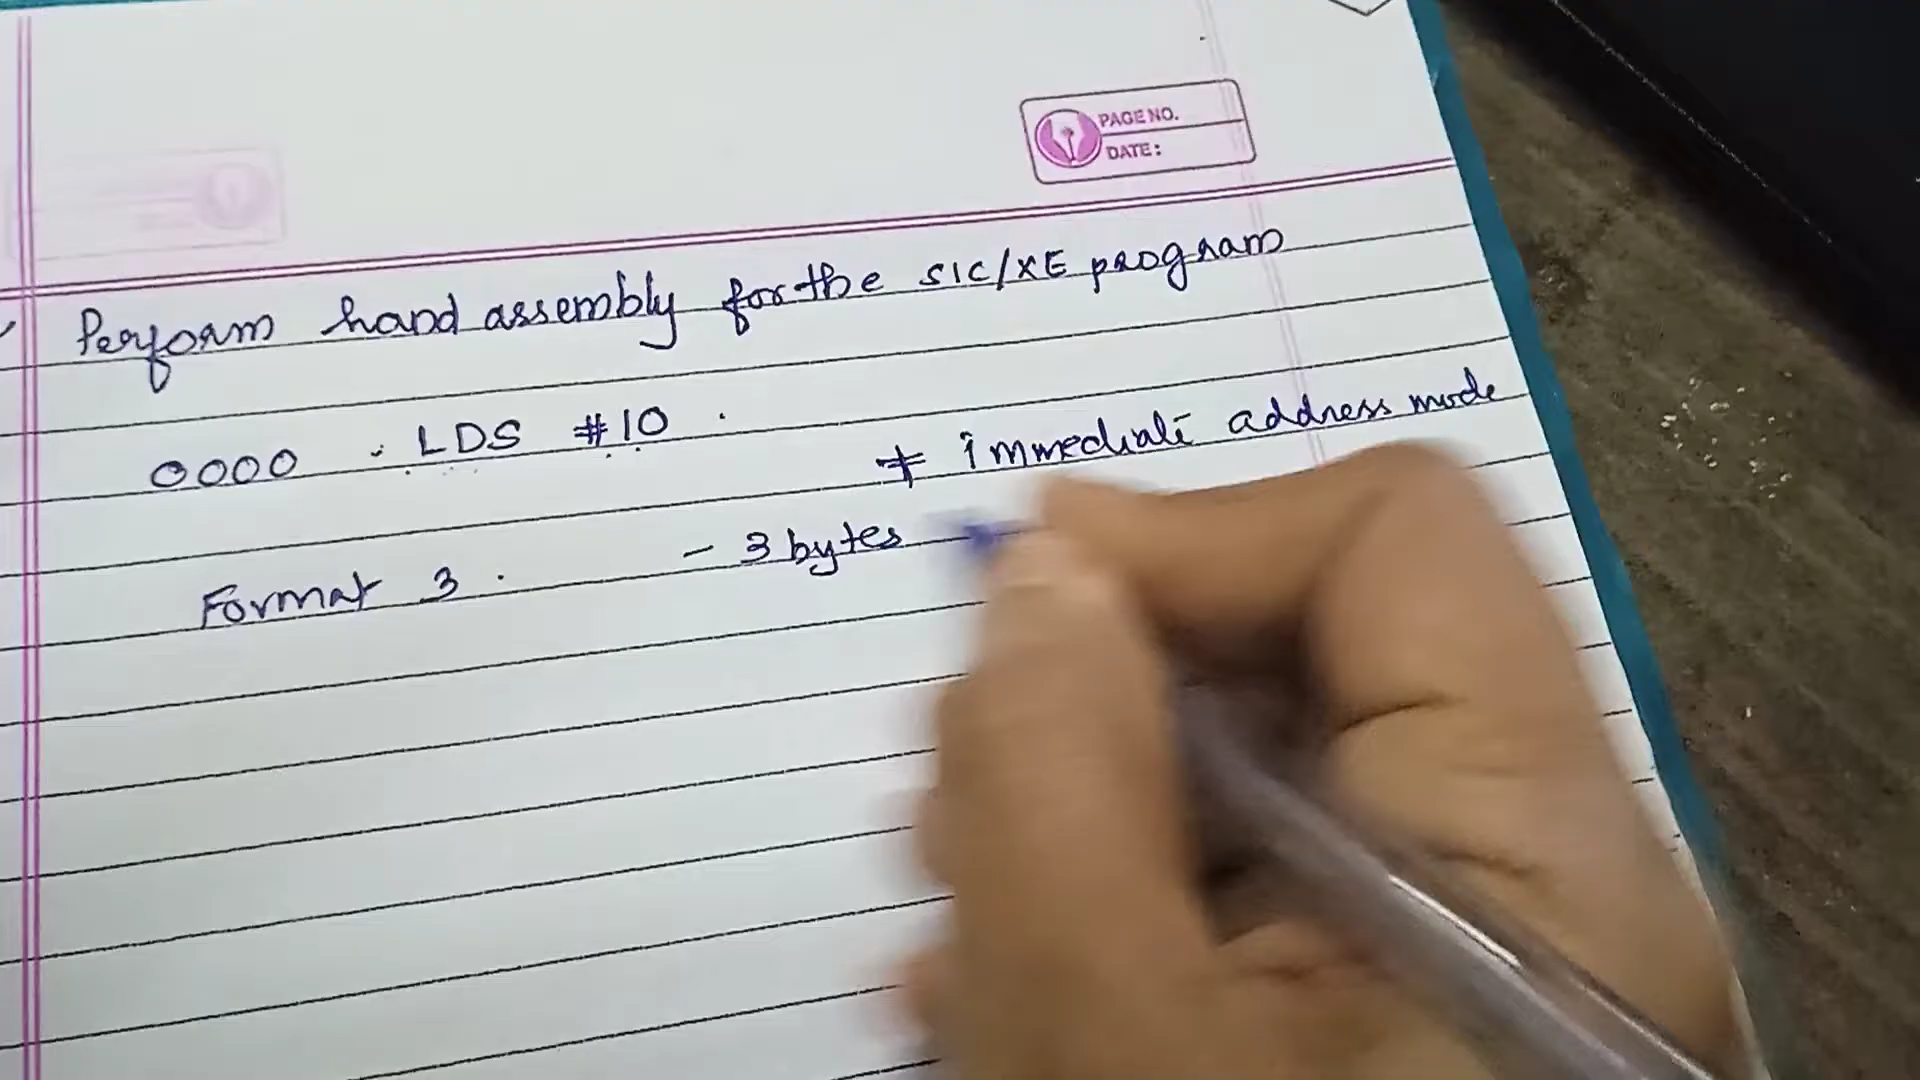 PAGE NO.
DATE:
Perform hand assembly for the SIC/XE program
0000 . LDS #10 .
# immediate address mode
Format 3 . - 3 bytes